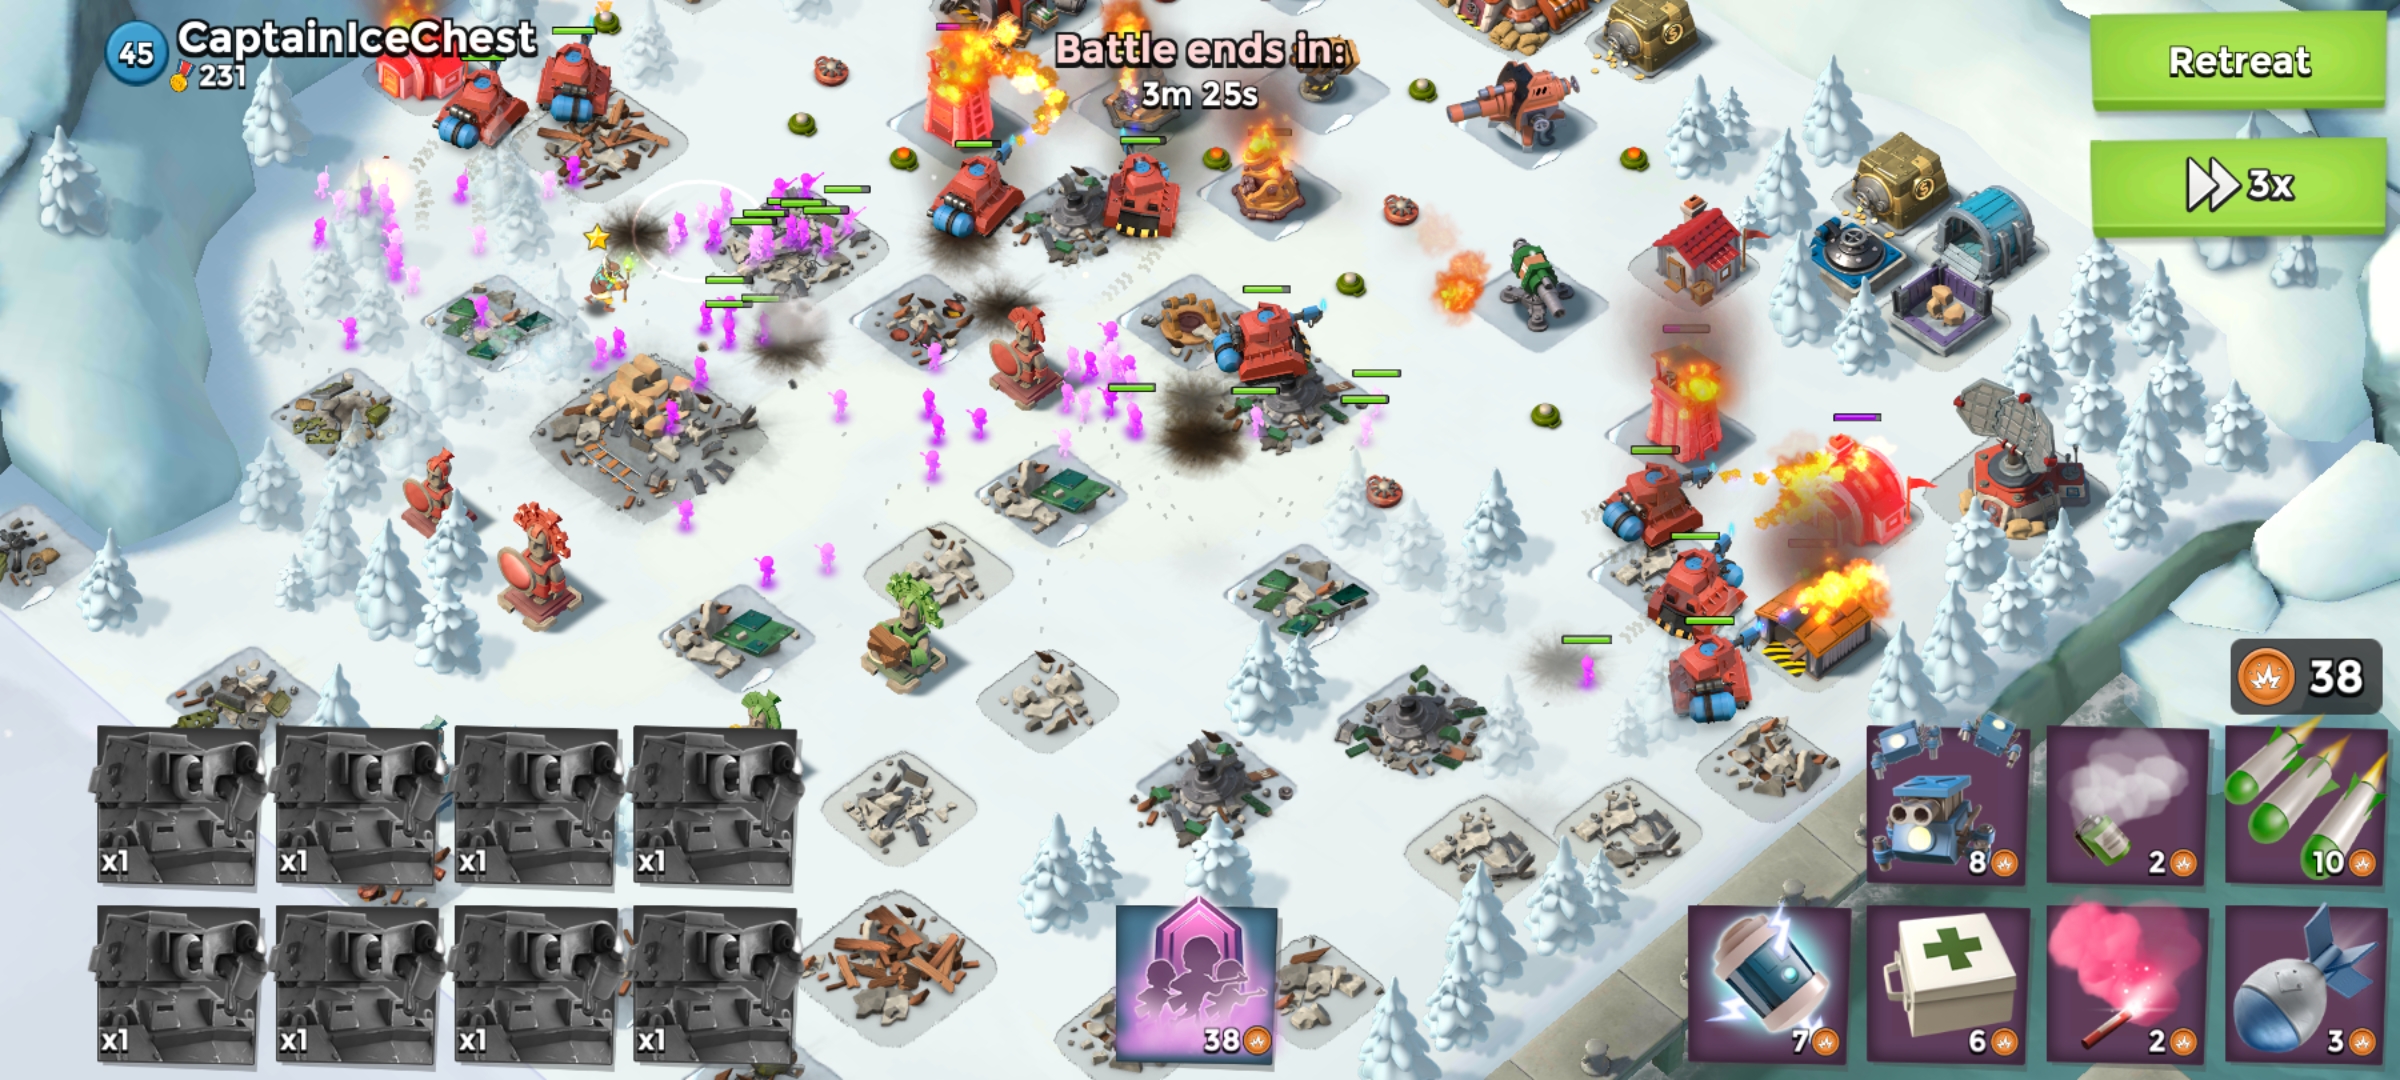 45
CaptainIceChest
231
Battle ends in:
3m 25s
Retreat
3x
38
x1
x1
x1
x1
8
2
10
x1
x1
x1
x1
38
7
6
2
3